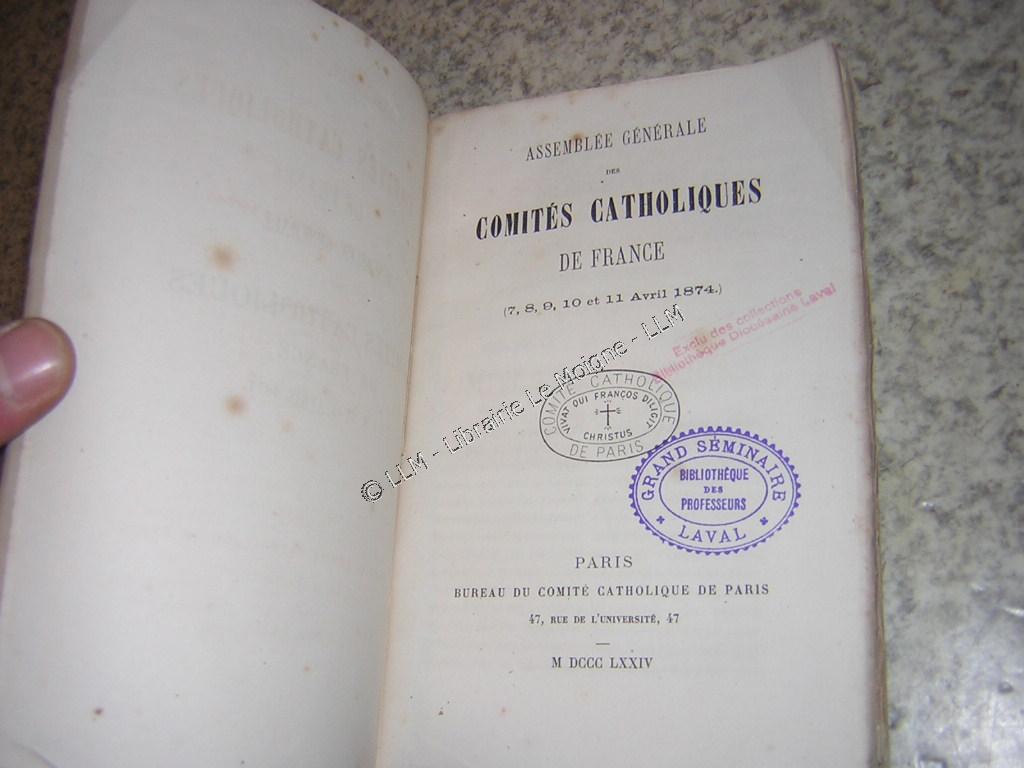 ASSEMBLÉE GÉNÉRALE
DES
COMITÉS CATHOLIQUES
DE FRANCE
(7, 8, 9, 10 et 11 Avril 1874.)
Exclu des collections
Bibliothèque Diocésaine Laval
© LLM - Librairie Le Moigne - LLM
COMITÉ CATHOLIQUE
DE PARIS
VIVAT QUI FRANÇOS DILIGIT
CHRISTUS
GRAND SÉMINAIRE
BIBLIOTHÈQUE
DES
PROFESSEURS
LAVAL
PARIS
BUREAU DU COMITÉ CATHOLIQUE DE PARIS
47, RUE DE L'UNIVERSITÉ, 47
M DCCC LXXIV